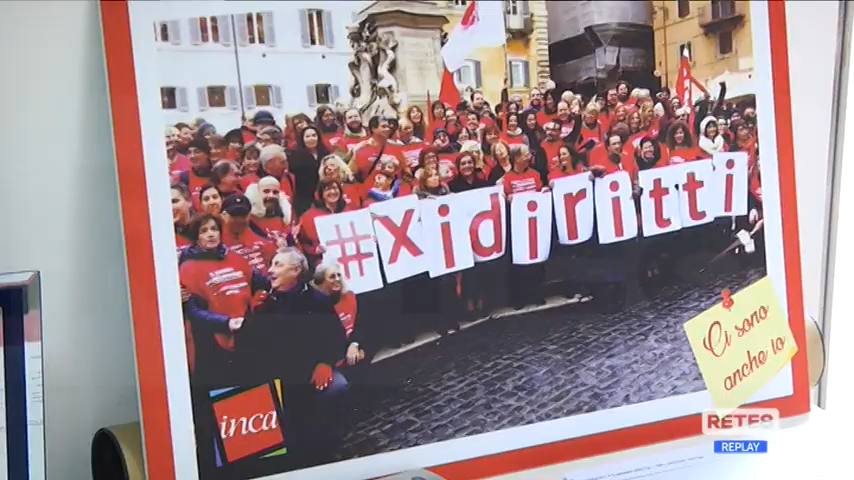 #xidiritti
Ci sono
anche io
inca
RETE8
REPLAY